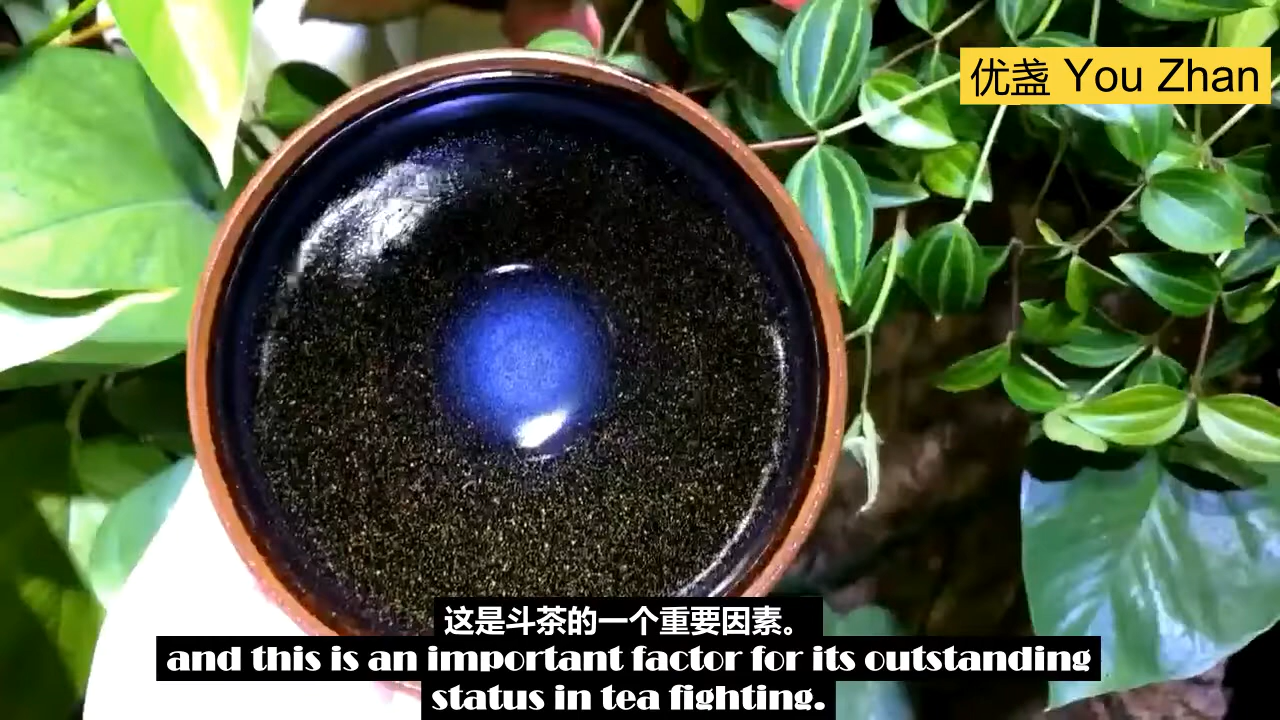 优盏 You Zhan
这是斗茶的一个重要因素。
and this is an important factor for its outstanding
status in tea fighting.